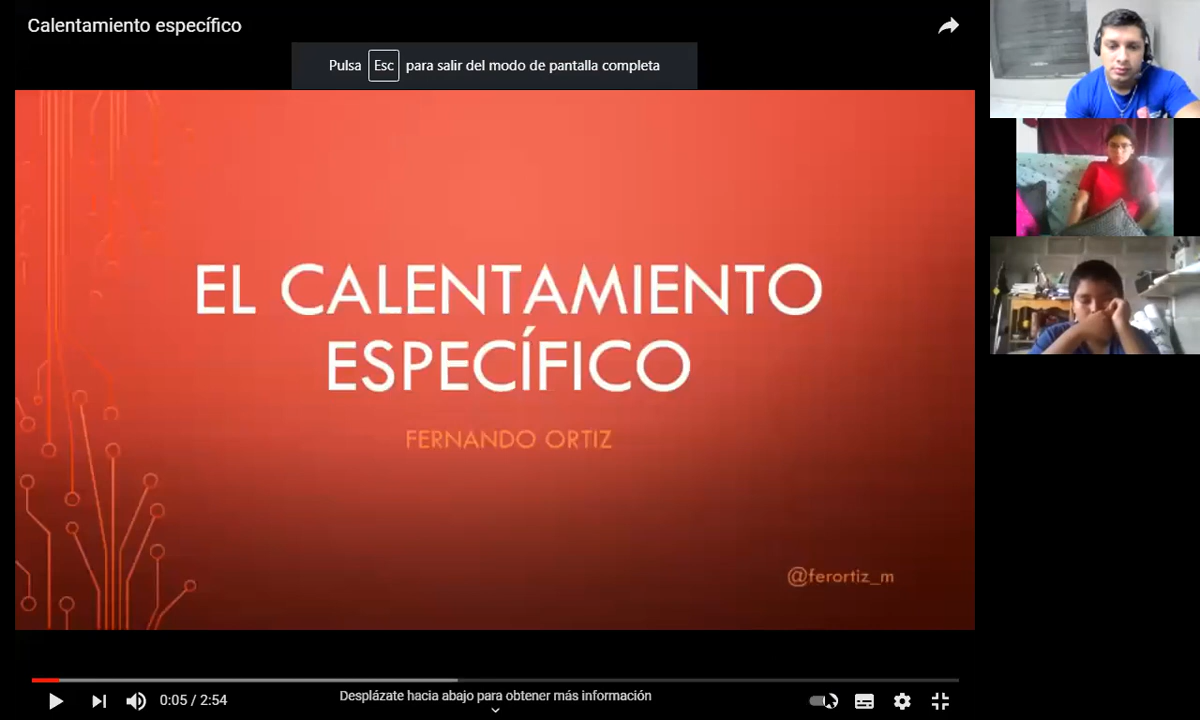 Calentamiento específico
Pulsa Esc para salir del modo de pantalla completa
EL CALENTAMIENTO
ESPECÍFICO
FERNANDO ORTIZ
@ferortiz_m
0:05 / 2:54
Desplázate hacia abajo para obtener más información